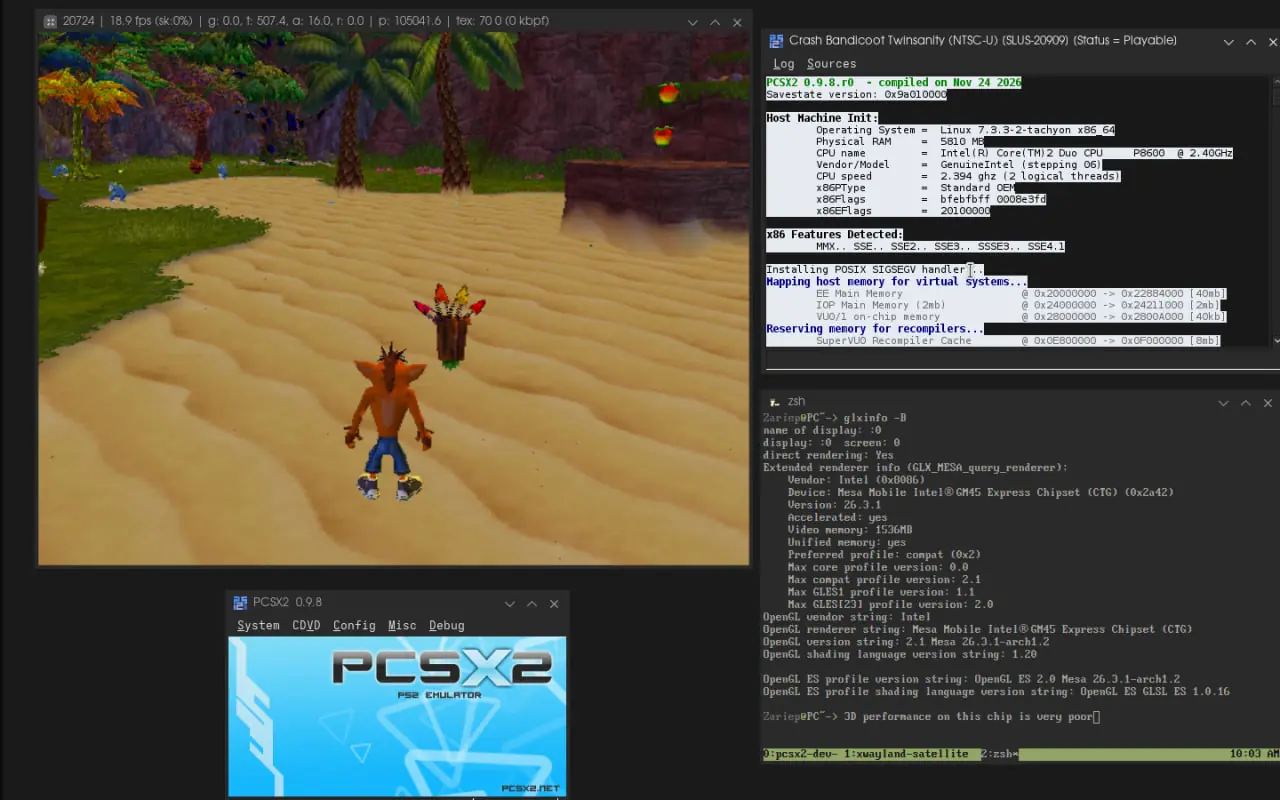 20724 | 18.9 fps (sk:0%) | g: 0.0, f: 507.4, a: 16.0, r: 0.0 | p: 105041.6 | tex: 70 0 (0 kbpf)
Crash Bandicoot Twinsanity (NTSC-U) (SLUS-20909) (Status = Playable)
Log Sources
PCSX2 0.9.8.r0 - compiled on Nov 24 2026
Savestate version: 0x9a010000
Host Machine Init:
Operating System = Linux 7.3.3-2-tachyon x86_64
Physical RAM = 5810 MB
CPU name = Intel(R) Core(TM)2 Duo CPU P8600 @ 2.40GHz
Vendor/Model = GenuineIntel (stepping 06)
CPU speed = 2.394 ghz (2 logical threads)
x86PType = Standard OEM
x86Flags = bfebfbff 0008e3fd
x86EFlags = 20100000
x86 Features Detected:
MMX.. SSE.. SSE2.. SSE3.. SSSE3.. SSE4.1
Installing POSIX SIGSEGV handler...
Mapping host memory for virtual systems...
EE Main Memory @ 0x20000000 -> 0x22884000 [40mb]
IOP Main Memory (2mb) @ 0x24000000 -> 0x24211000 [2mb]
VU0/1 on-chip memory @ 0x28000000 -> 0x2800A000 [40kb]
Reserving memory for recompilers...
SuperVU0 Recompiler Cache @ 0x0E800000 -> 0x0F000000 [8mb]
zsh
Zariep@PC~-> glxinfo -B
name of display: :0
display: :0 screen: 0
direct rendering: Yes
Extended renderer info (GLX_MESA_query_renderer):
Vendor: Intel (0x8086)
Device: Mesa Mobile Intel®GM45 Express Chipset (CTG) (0x2a42)
Version: 26.3.1
Accelerated: yes
Video memory: 1536MB
Unified memory: yes
Preferred profile: compat (0x2)
Max core profile version: 0.0
Max compat profile version: 2.1
Max GLES1 profile version: 1.1
Max GLES[23] profile version: 2.0
OpenGL vendor string: Intel
OpenGL renderer string: Mesa Mobile Intel®GM45 Express Chipset (CTG)
OpenGL version string: 2.1 Mesa 26.3.1-arch1.2
OpenGL shading language version string: 1.20
OpenGL ES profile version string: OpenGL ES 2.0 Mesa 26.3.1-arch1.2
OpenGL ES profile shading language version string: OpenGL ES GLSL ES 1.0.16
Zariep@PC~-> 3D performance on this chip is very poor
0:pcsx2-dev- 1:xwayland-satellite 2:zsh* 10:03 AM
PCSX2 0.9.8
System CDVD Config Misc Debug
PCSX2
PS2 EMULATOR
PCSX2.NET